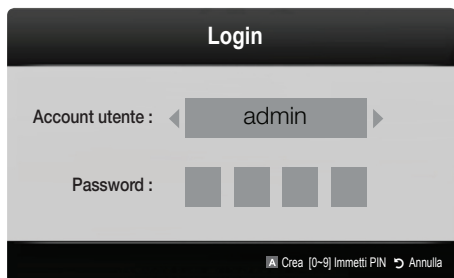 Login
Account utente : admin
Password :
A Crea [0~9] Immetti PIN Annulla